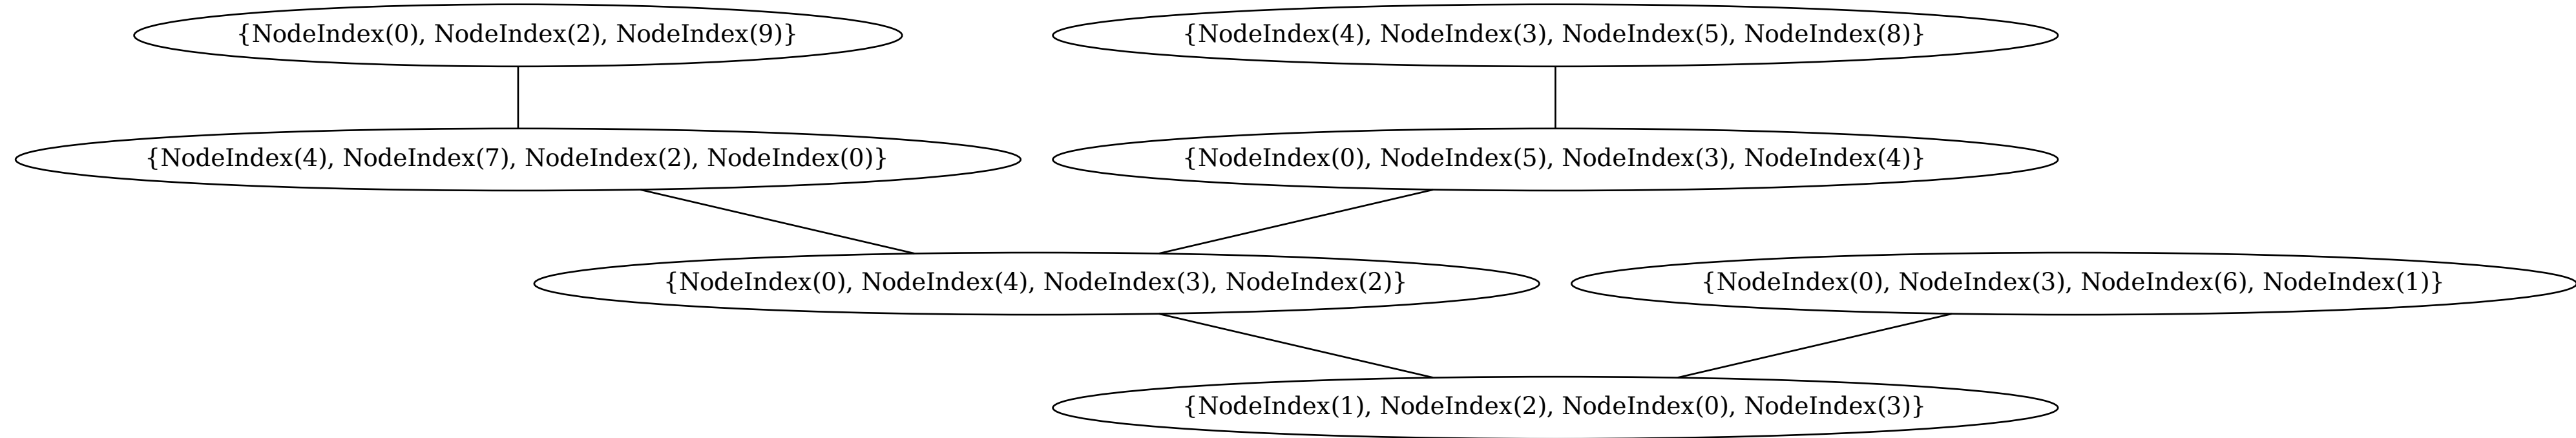 {NodeIndex(0), NodeIndex(2), NodeIndex(9)}
{NodeIndex(4), NodeIndex(3), NodeIndex(5), NodeIndex(8)}
{NodeIndex(4), NodeIndex(7), NodeIndex(2), NodeIndex(0)}
{NodeIndex(0), NodeIndex(5), NodeIndex(3), NodeIndex(4)}
{NodeIndex(0), NodeIndex(4), NodeIndex(3), NodeIndex(2)}
{NodeIndex(0), NodeIndex(3), NodeIndex(6), NodeIndex(1)}
{NodeIndex(1), NodeIndex(2), NodeIndex(0), NodeIndex(3)}